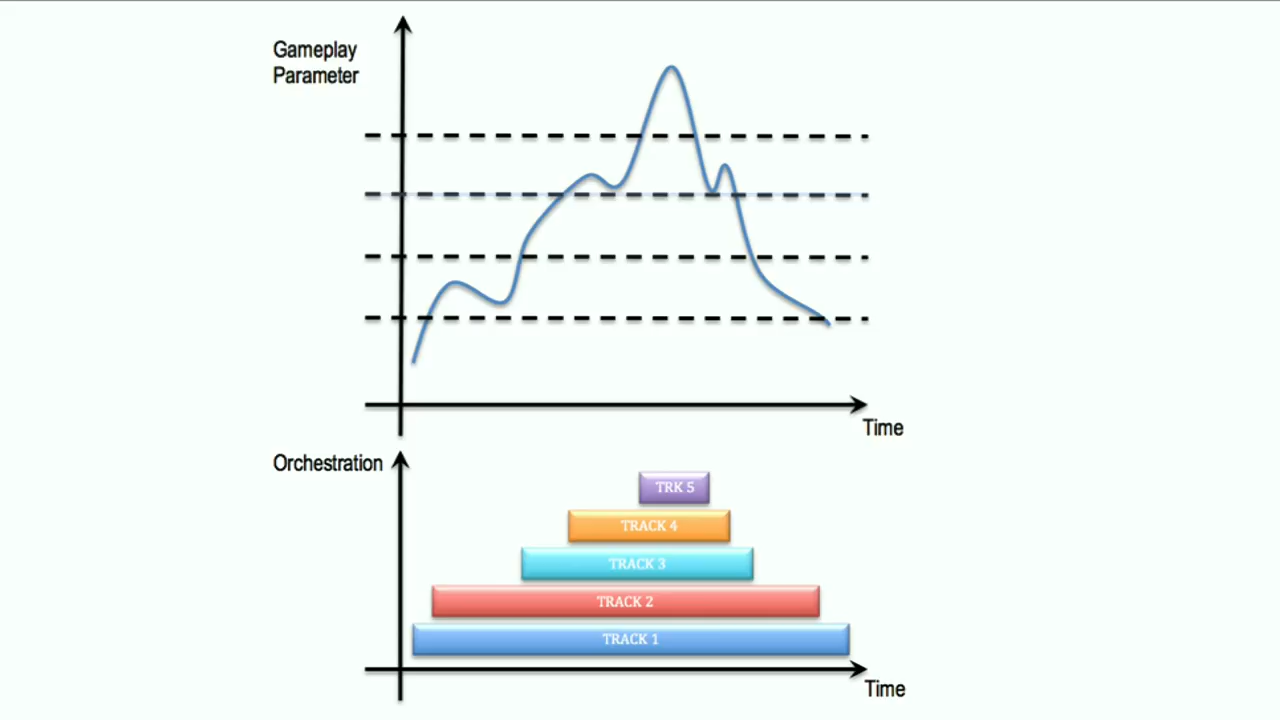 Gameplay
Parameter
Time
Orchestration
TRK 5
TRACK 4
TRACK 3
TRACK 2
TRACK 1
Time